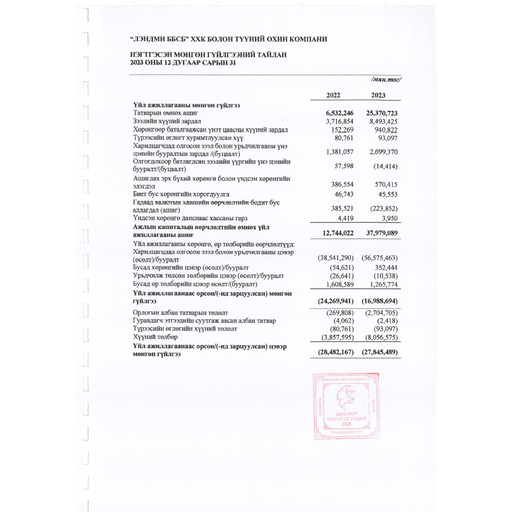 “ЛЭНДМН ББСБ” ХХК БОЛОН ТҮҮНИЙ ОХИН КОМПАНИ
НЭГТГЭСЭН МӨНГӨН ГҮЙЛГЭЭНИЙ ТАЙЛАН
2023 ОНЫ 12 ДУГААР САРЫН 31
/мян.төг/
2022 2023
Үйл ажиллагааны мөнгөн гүйлгээ
Татварын өмнөх ашиг 6,532,246 25,370,723
Зээлийн хүүний зардал 3,716,854 8,493,425
Хөрөнгөөр баталгаажсан үнэт цаасны хүүний зардал 152,269 940,822
Түрээсийн өглөгт хуримтлуулсан хүү 80,761 93,097
Харилцагчдад олгосон зээл болон урьдчилгааны үнэ
цэнийн бууралтын зардал /(буцаалт) 1,381,057 2,699,370
Олгогдохоор батлагдсан зээлийн үүргийн үнэ цэнийн
бууралт/(буцаалт) 57,598 (14,414)
Ашиглах эрх бүхий хөрөнгө болон үндсэн хөрөнгийн
элэгдэл 386,554 570,415
Биет бус хөрөнгийн хорогдуулга 46,743 45,553
Гадаад валютын ханшийн өөрчлөлтийн бодит бус
алдагдал (ашиг) 385,521 (223,852)
Үндсэн хөрөнгө данснаас хассаны гарз 4,419 3,950
Ажлын капиталын өөрчлөлтийн өмнөх үйл
ажиллагааны ашиг 12,744,022 37,979,089
Үйл ажиллагааны хөрөнгө, өр төлбөрийн өөрчлөлтүүд:
Харилцагчдад олгосон зээл болон урьдчилгааны цэвэр
(өсөлт)/бууралт (38,541,290) (56,575,463)
Бусад хөрөнгийн цэвэр (өсөлт)/бууралт (54,621) 352,444
Урьдчилж төлсөн төлбөрийн цэвэр (өсөлт)/бууралт (26,641) (10,538)
Бусад өр төлбөрийн цэвэр өсөлт/(бууралт) 1,608,589 1,265,774
Үйл ажиллагаанаас орсон/(-нд зарцуулсан) мөнгөн
гүйлгээ (24,269,941) (16,988,694)
Орлогын албан татварын төлөлт (269,808) (2,704,705)
Гуравдагч этгээдийн суутгаж авсан албан татвар (4,062) (2,418)
Түрээсийн өглөгийн хүүний төлөлт (80,761) (93,097)
Хүүний төлбөр (3,857,595) (8,056,575)
Үйл ажиллагаанаас орсон/(-нд зарцуулсан) цэвэр
мөнгөн гүйлгээ (28,482,167) (27,845,489)